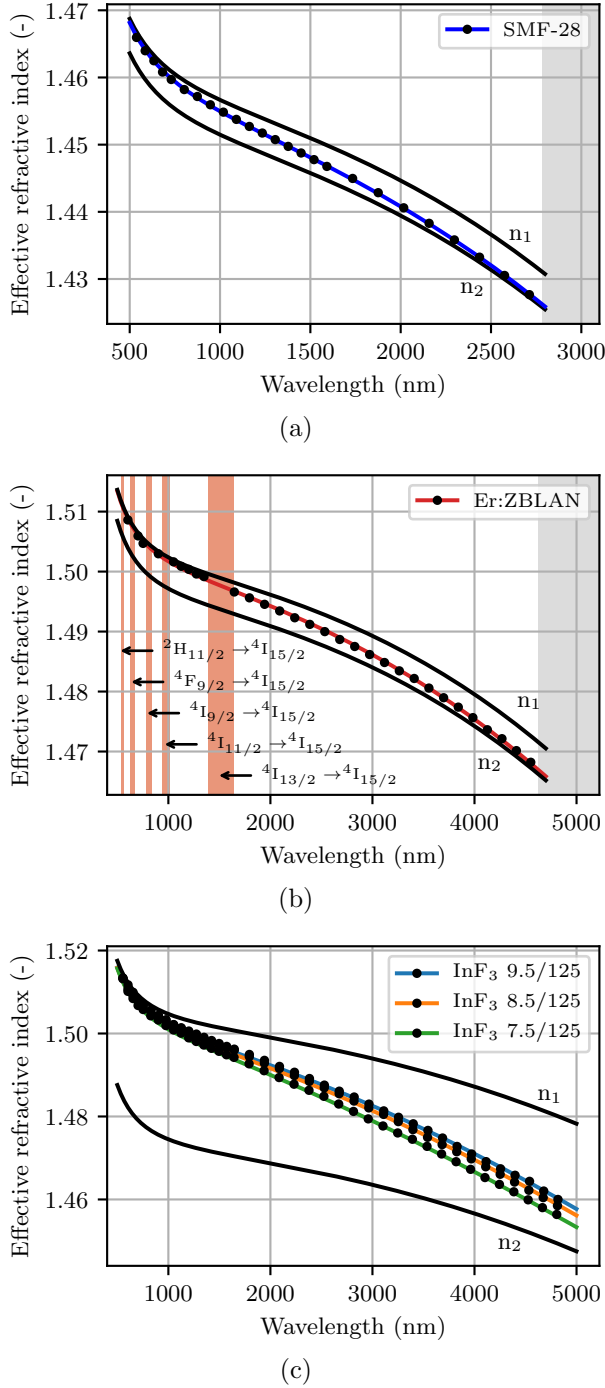 1.47
1.46
1.45
1.44
1.43
Effective refractive index (-)
SMF-28
n₁
n₂
500 1000 1500 2000 2500 3000
Wavelength (nm)
(a)
1.51
1.50
1.49
1.48
1.47
Effective refractive index (-)
Er:ZBLAN
²H₁₁/₂ →⁴I₁₅/₂
⁴F₉/₂ →⁴I₁₅/₂
⁴I₉/₂ →⁴I₁₅/₂
⁴I₁₁/₂ →⁴I₁₅/₂
⁴I₁₃/₂ →⁴I₁₅/₂
n₁
n₂
1000 2000 3000 4000 5000
Wavelength (nm)
(b)
1.52
1.50
1.48
1.46
Effective refractive index (-)
InF₃ 9.5/125
InF₃ 8.5/125
InF₃ 7.5/125
n₁
n₂
1000 2000 3000 4000 5000
Wavelength (nm)
(c)